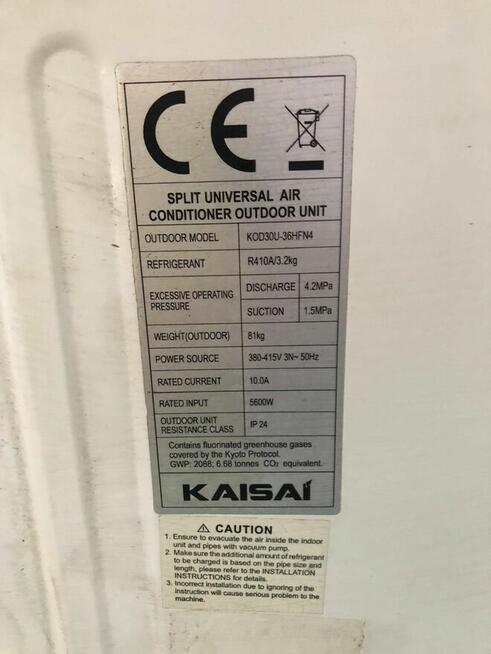 CE
SPLIT UNIVERSAL AIR
CONDITIONER OUTDOOR UNIT
OUTDOOR MODEL KOD30U-36HFN4
REFRIGERANT R410A/3.2kg
EXCESSIVE OPERATING PRESSURE DISCHARGE 4.2MPa
SUCTION 1.5MPa
WEIGHT(OUTDOOR) 81kg
POWER SOURCE 380-415V 3N~ 50Hz
RATED CURRENT 10.0A
RATED INPUT 5600W
OUTDOOR UNIT RESISTANCE CLASS IP 24
Contains fluorinated greenhouse gases
covered by the Kyoto Protocol.
GWP: 2088; 6.68 tonnes CO₂ equivalent.
KAISAI
⚠ CAUTION
1. Ensure to evacuate the air inside the indoor
unit and pipes with vacuum pump.
2. Make sure the additional amount of refrigerant
to be charged is based on the pipe size and
length, please refer to the INSTALLATION
INSTRUCTIONS for details.
3. Incorrect installation due to ignoring of the
instruction will cause serious problem to the
machine.